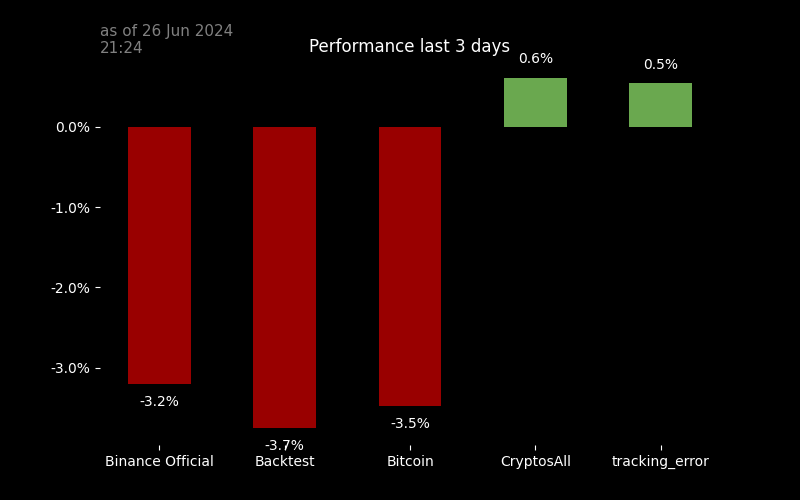 as of 26 Jun 2024
21:24
Performance last 3 days
0.6%
0.5%
0.0%
-1.0%
-2.0%
-3.0%
-3.2%
-3.7%
-3.5%
Binance Official
Backtest
Bitcoin
CryptosAll
tracking_error